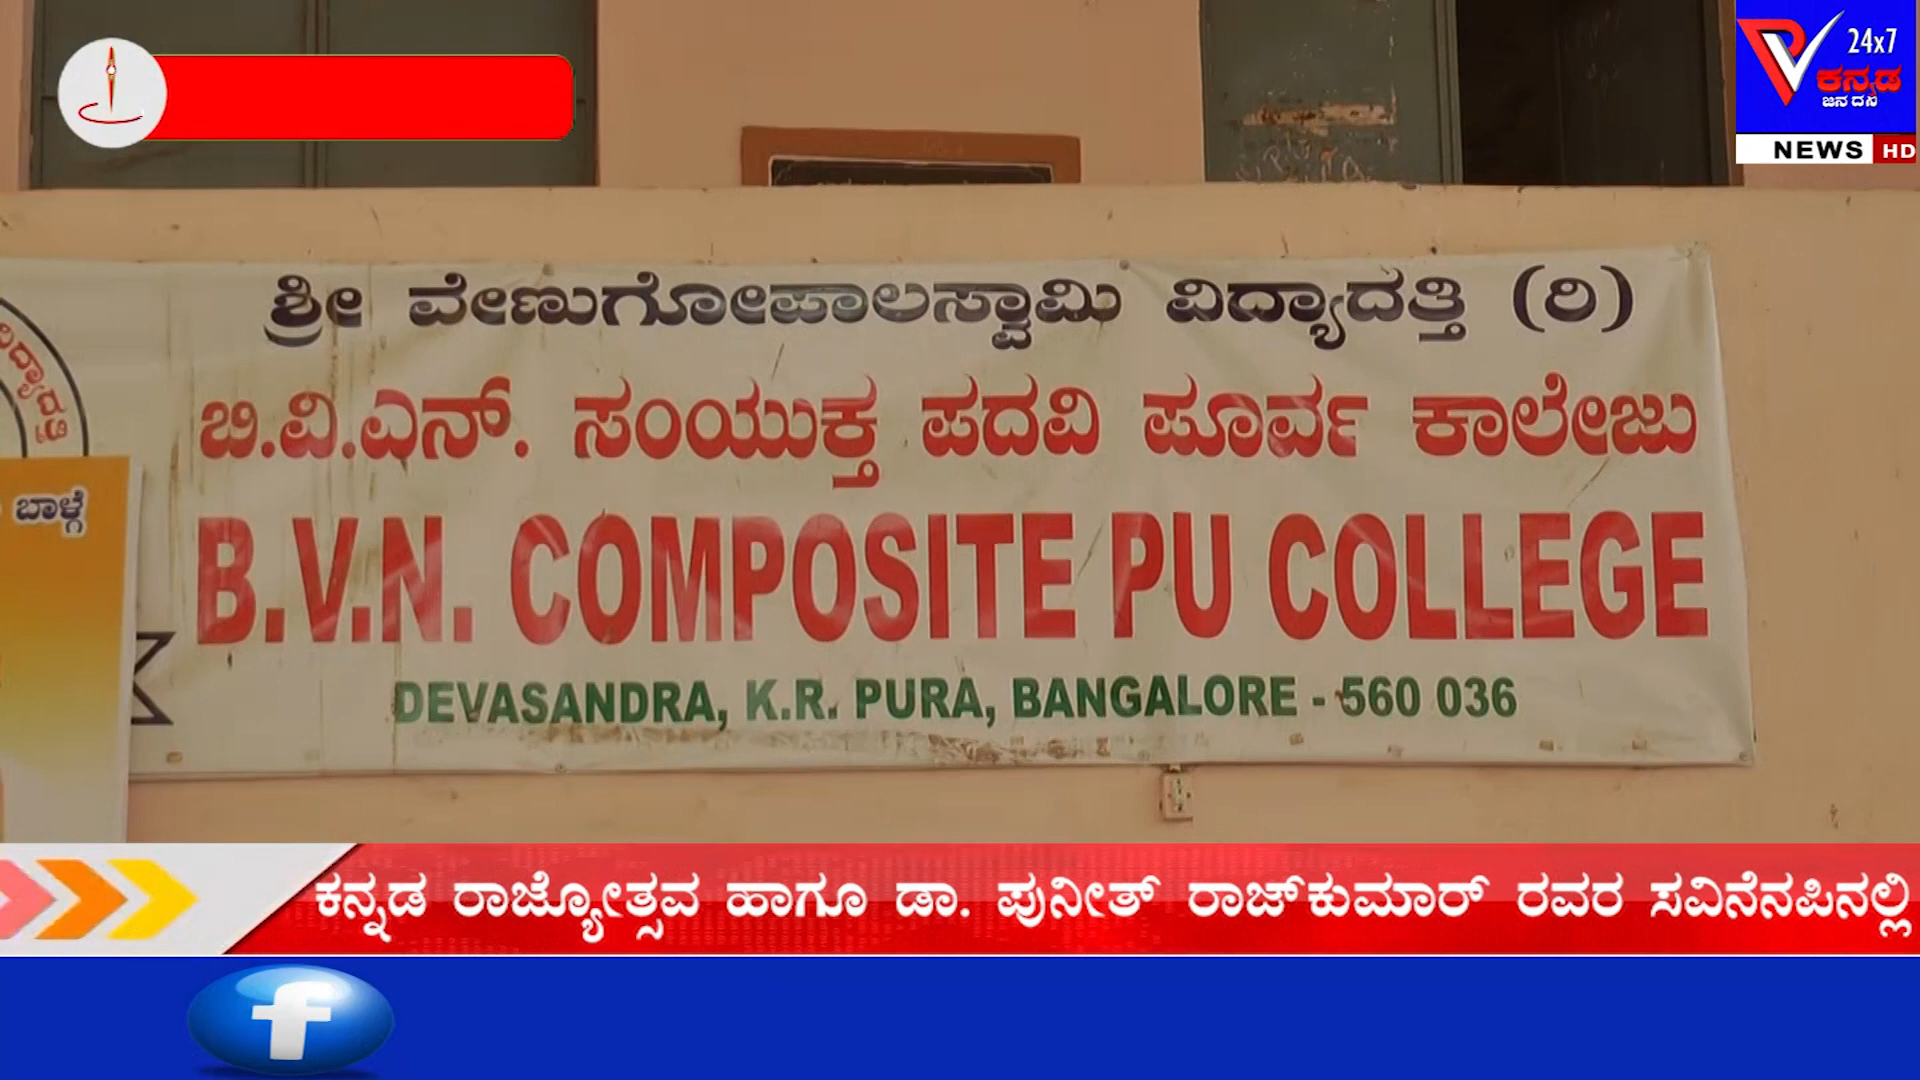 24x7
ಕನ್ನಡ
NEWS HD
ಶ್ರೀ ವೇಣುಗೋಪಾಲಸ್ವಾಮಿ ವಿದ್ಯಾದತ್ತಿ (ರಿ)
ಬಿ.ವಿ.ಎನ್. ಸಂಯುಕ್ತ ಪದವಿ ಪೂರ್ವ ಕಾಲೇಜು
B.V.N. COMPOSITE PU COLLEGE
DEVASANDRA, K.R. PURA, BANGALORE - 560 036
ಬಾಳ್ಗೆ
ಕನ್ನಡ ರಾಜ್ಯೋತ್ಸವ ಹಾಗೂ ಡಾ. ಪುನೀತ್ ರಾಜ್‌ಕುಮಾರ್ ರವರ ಸವಿನೆನಪಿನಲ್ಲಿ